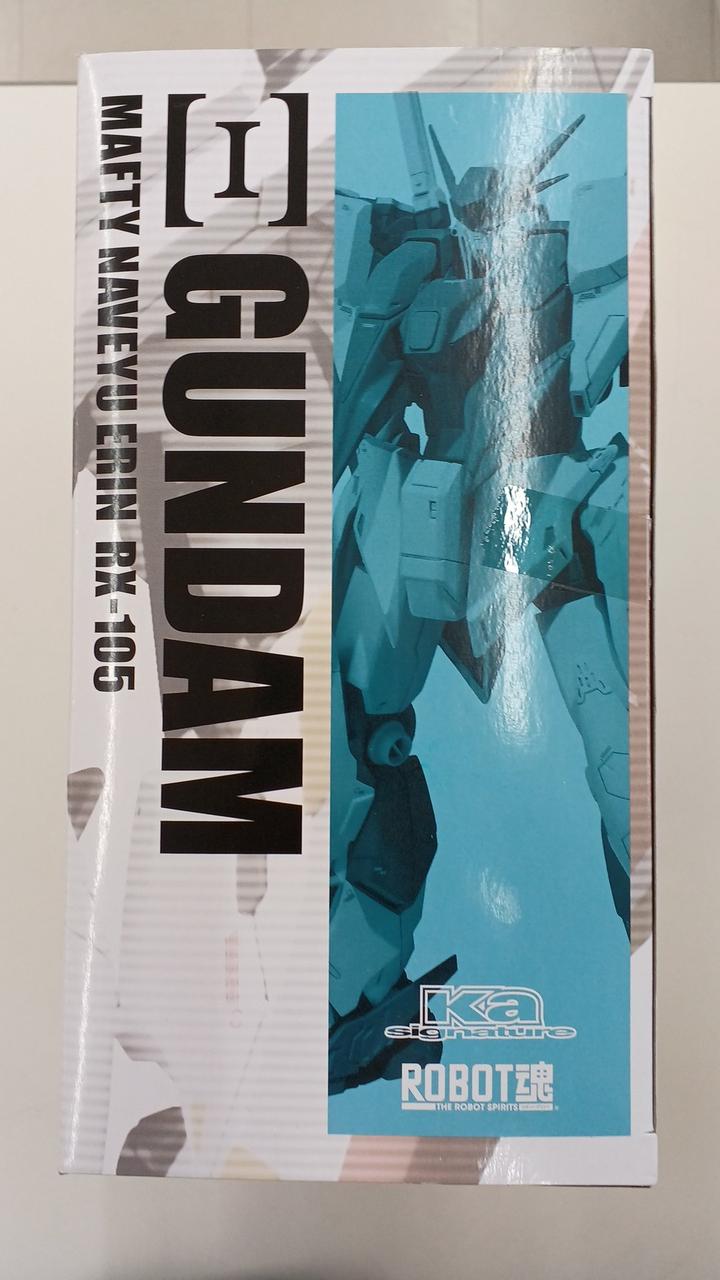 Ξ GUNDAM
MAFTY NAVEYU ERIN RX-105
Ka
signature
ROBOT魂
THE ROBOT SPIRITS